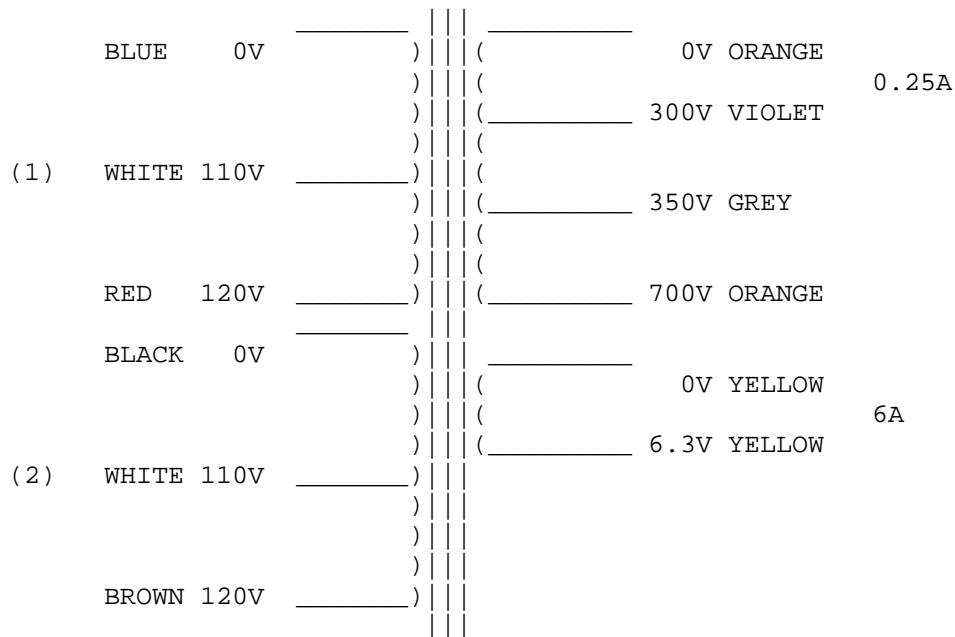 BLUE 0V 0V ORANGE
0.25A
300V VIOLET
(1) WHITE 110V
350V GREY
RED 120V 700V ORANGE
BLACK 0V
0V YELLOW
6A
6.3V YELLOW
(2) WHITE 110V
BROWN 120V